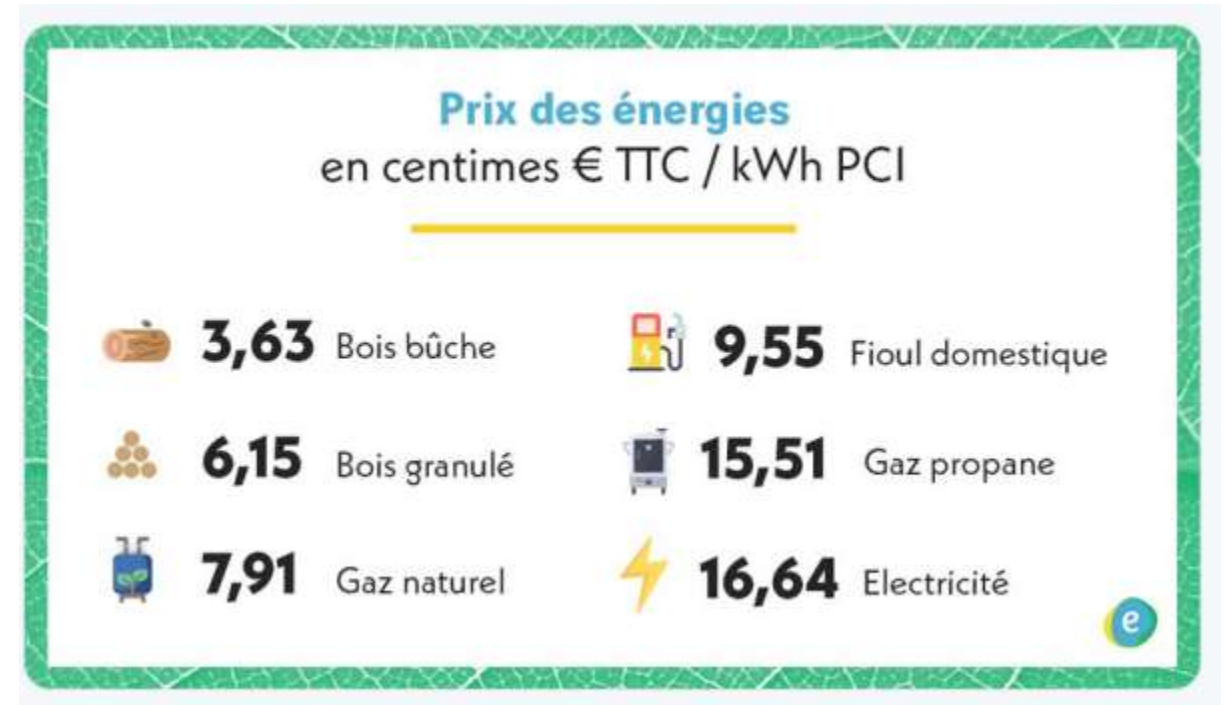 Prix des énergies
en centimes € TTC / kWh PCI
3,63 Bois bûche
9,55 Fioul domestique
6,15 Bois granulé
15,51 Gaz propane
7,91 Gaz naturel
16,64 Electricité
e